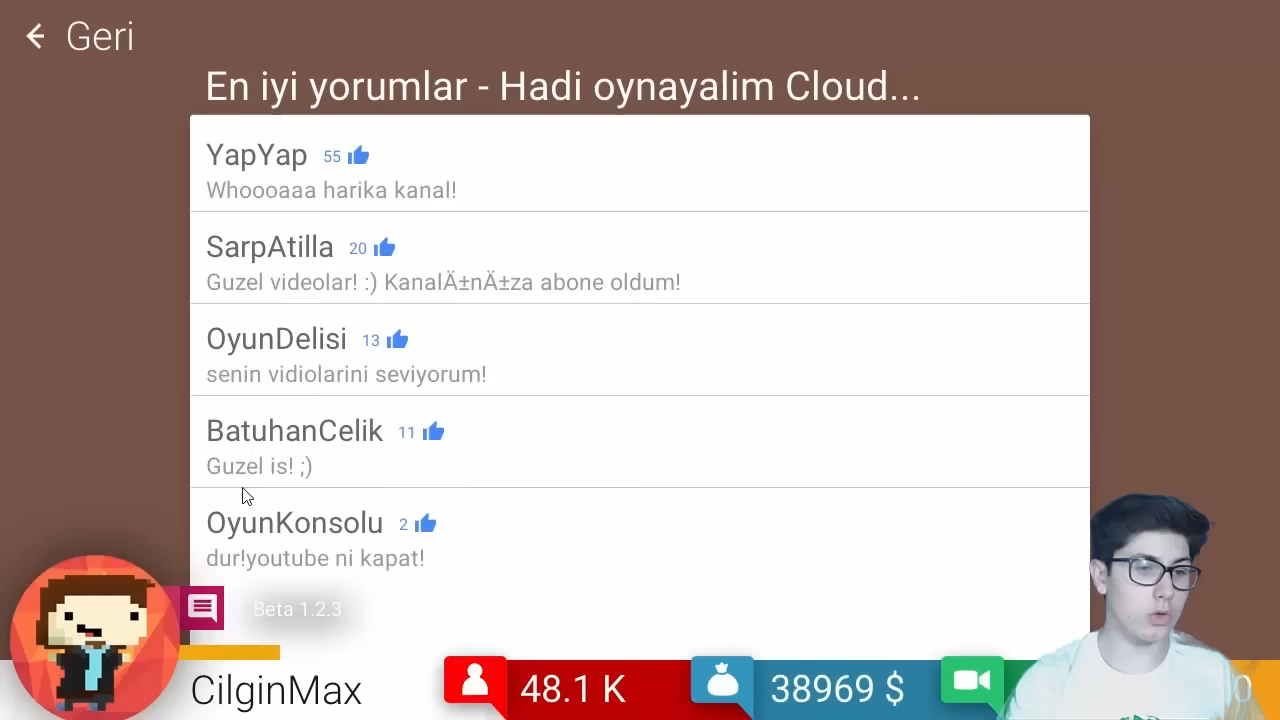 Geri
En iyi yorumlar - Hadi oynayalim Cloud...
YapYap 55
Whoooaaa harika kanal!
SarpAtilla 20
Guzel videolar! :) KanalÄ±nÄ±za abone oldum!
OyunDelisi 13
senin vidiolarini seviyorum!
BatuhanCelik 11
Guzel is! ;)
OyunKonsolu 2
dur!youtube ni kapat!
Beta 1.2.3
CilginMax 48.1 K 38969 $